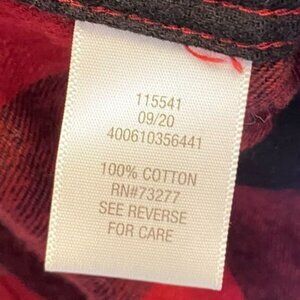 115541
09/20
400610356441
100% COTTON
RN#73277
SEE REVERSE
FOR CARE